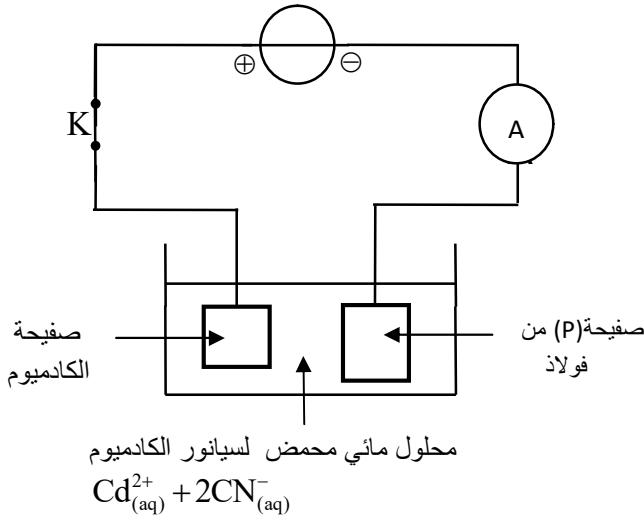 ⊕ ⊖
K
A
صفيحة
الكادميوم
صفيحة(P) من
فولاذ
محلول مائي محمض لسيانور الكادميوم
Cd²⁺(aq) + 2CN⁻(aq)